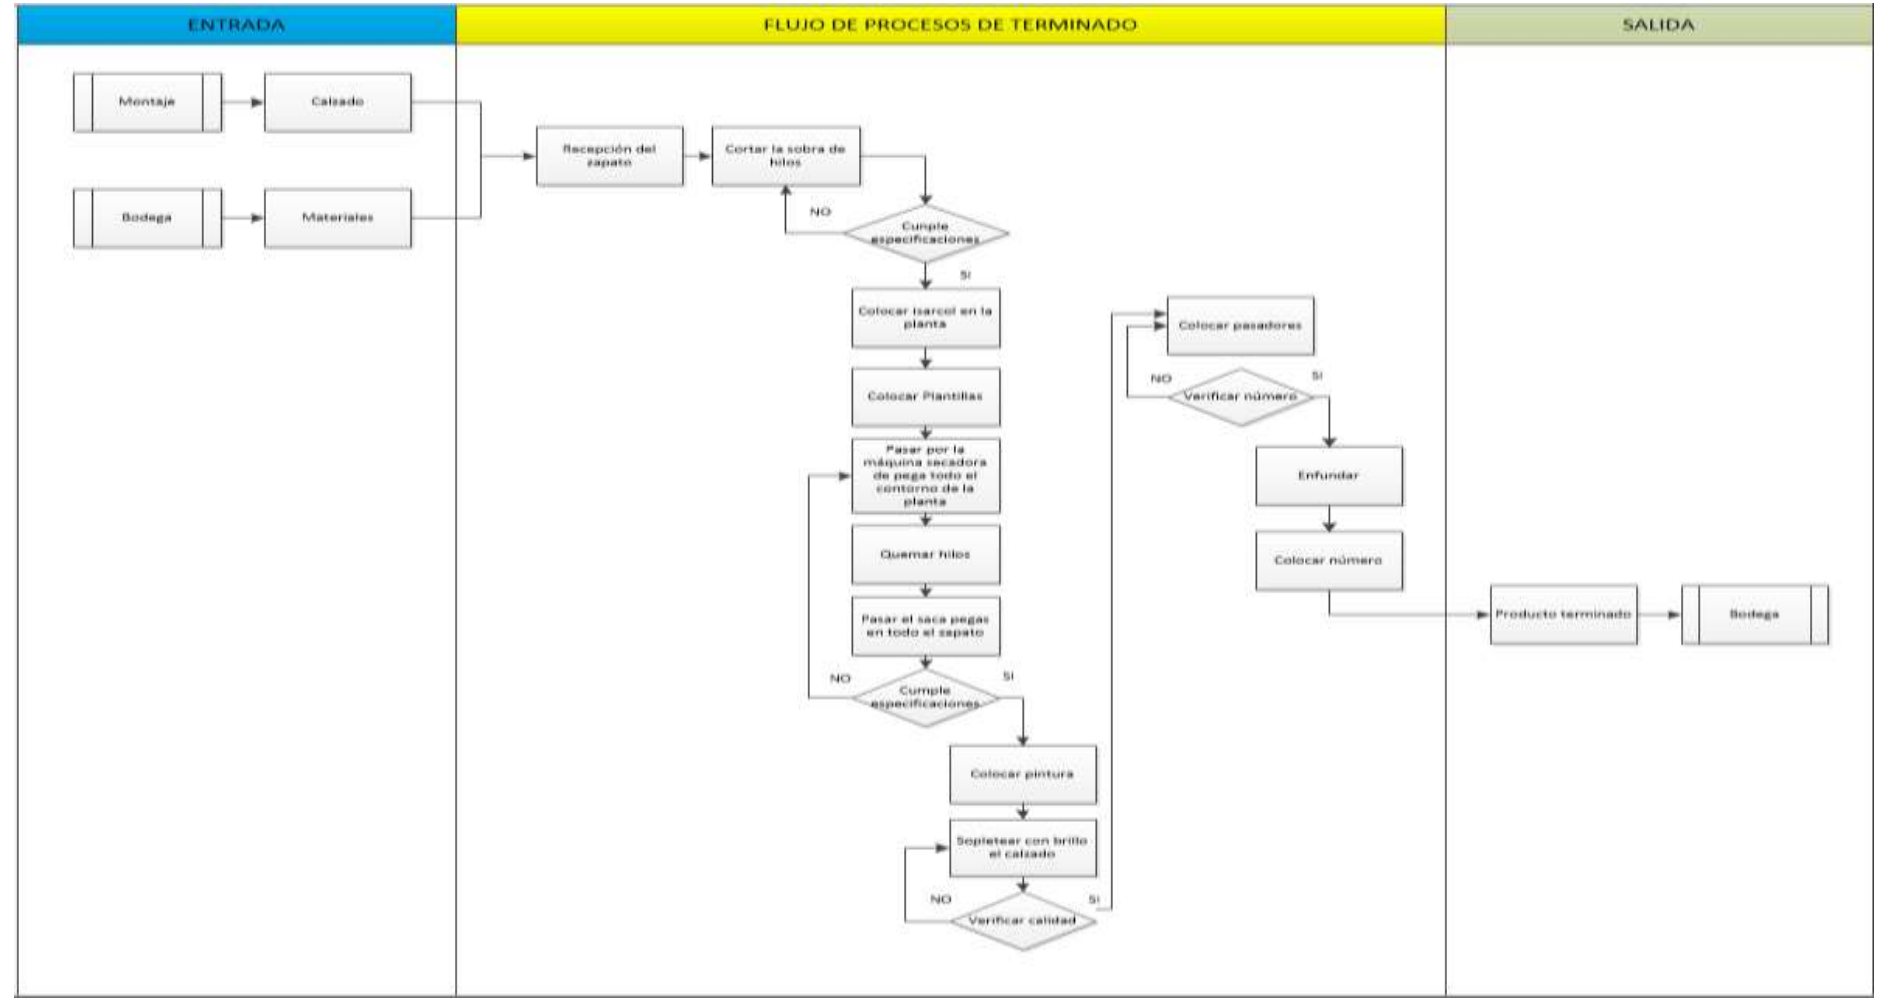 ENTRADA
FLUJO DE PROCESOS DE TERMINADO
SALIDA
Montaje
Calzado
Bodega
Materiales
Recepción del
zapato
Cortar la sobra de
hilos
NO
Cunple
especificaciones
SI
Colocar isarcol en la
planta
Colocar Plantillas
Pasar por la
máquina secadora
de pega todo el
contorno de la
planta
Quemar hilos
Pasar el saca pegas
en todo el zapato
NO
SI
Cumple
especificaciones
Colocar pintura
Sopletear con brillo
el calzado
NO
SI
Verificar calidad
Colocar pasadores
NO
SI
Verificar número
Enfundar
Colocar número
Producto terminado
Bodega